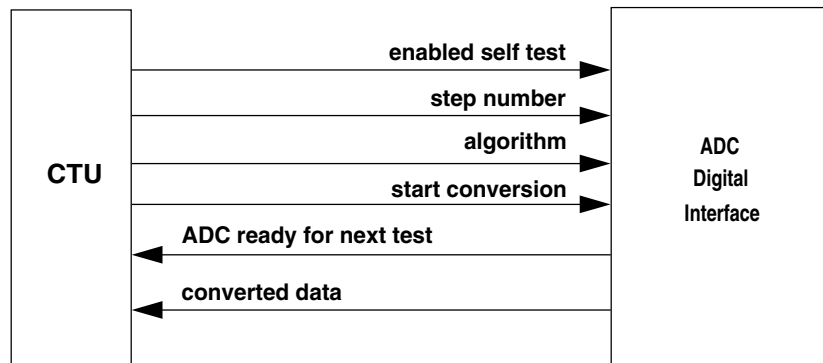 enabled self test
step number
algorithm
CTU
start conversion
ADC ready for next test
converted data
ADC
Digital
Interface